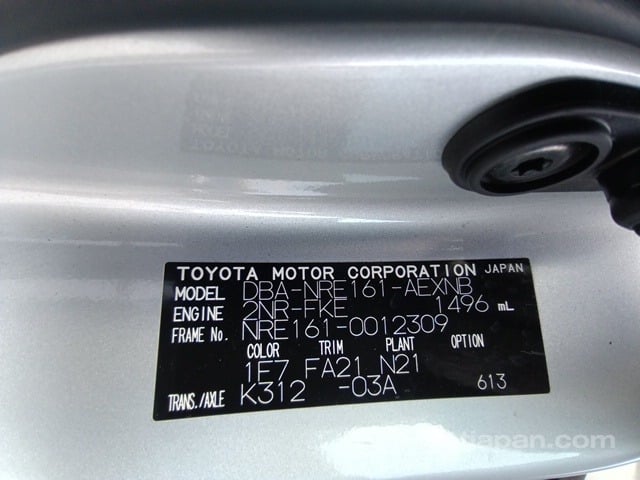 TOYOTA MOTOR CORPORATION JAPAN
MODEL DBA-NRE161-AEXNB
ENGINE 2NR-FKE 1496 mL
FRAME No. NRE161-0012309
COLOR TRIM PLANT OPTION
1F7 FA21 N21
TRANS./AXLE K312 -03A 613